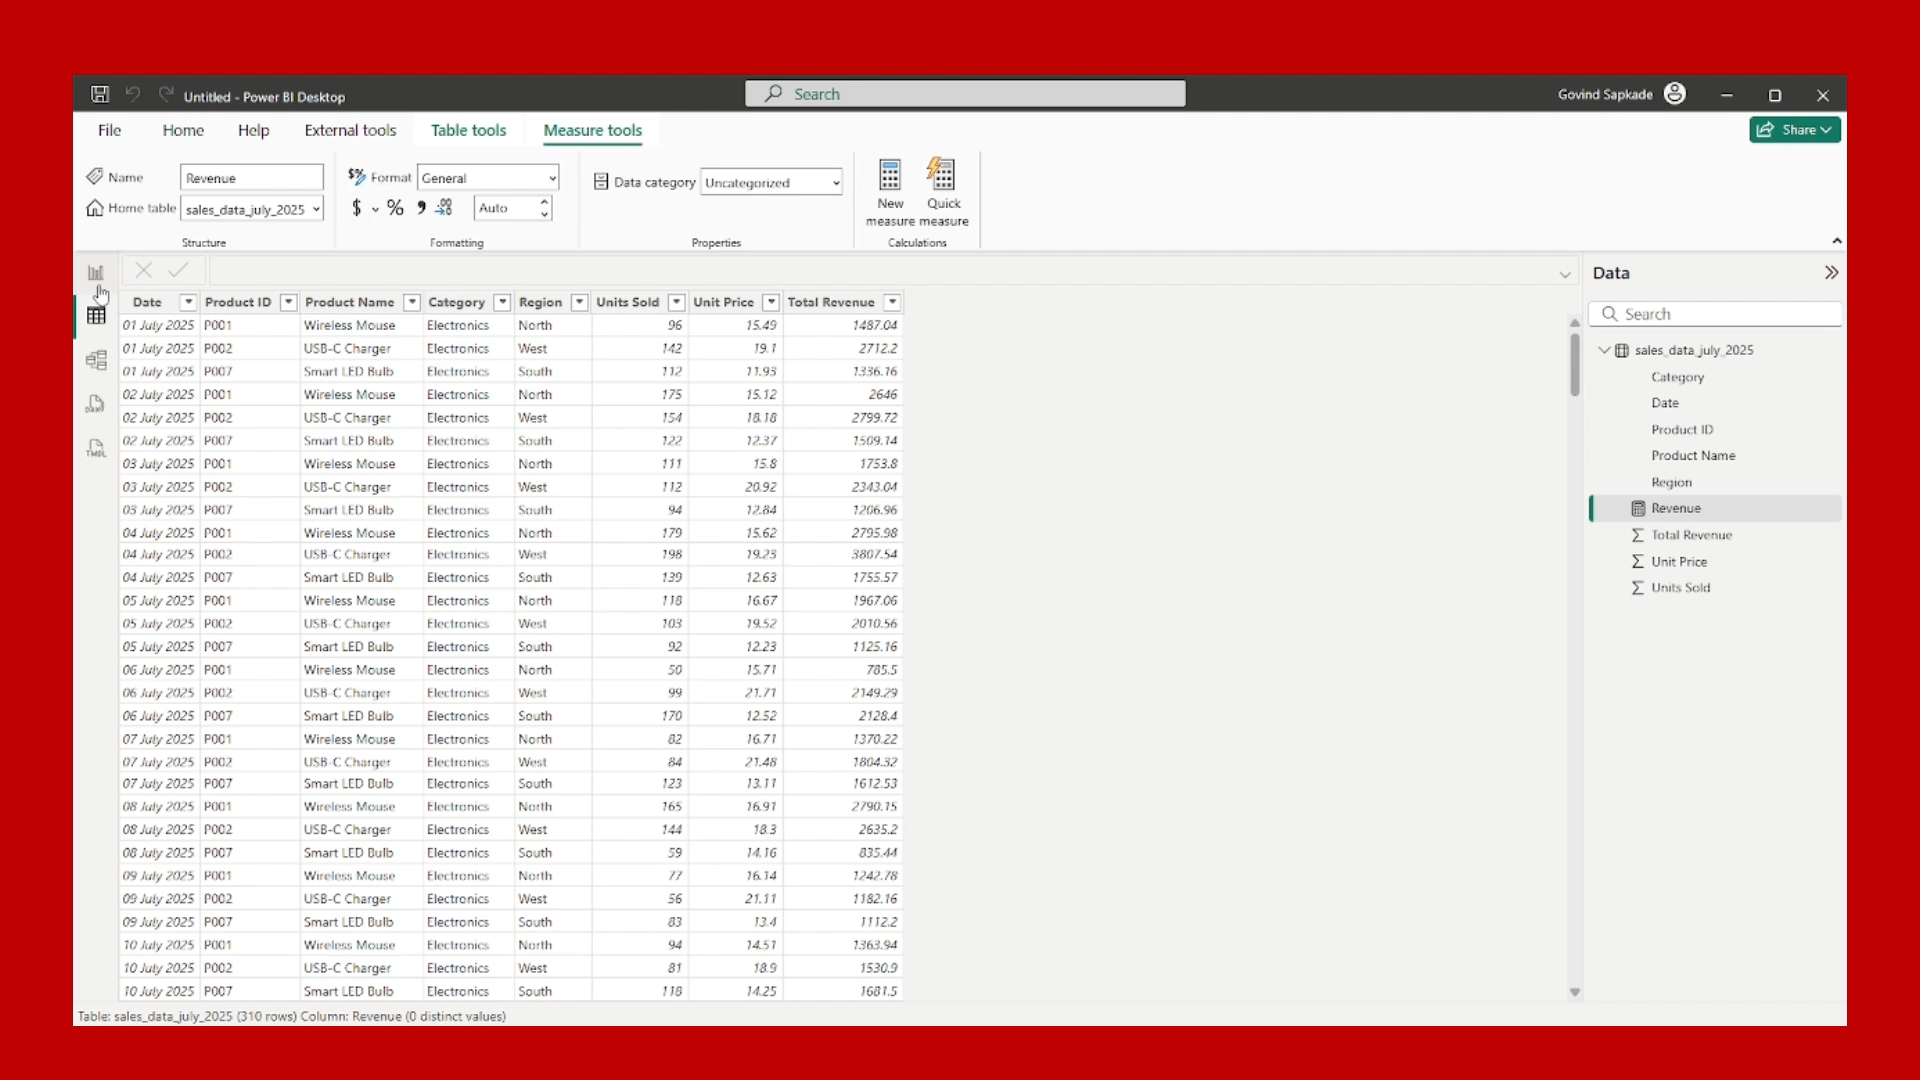 Untitled - Power BI Desktop
Search
Govind Sapkade
File Home Help External tools Table tools Measure tools
Share
Name Revenue
Format General
Data category Uncategorized
New measure
Quick measure
Home table sales_data_july_2025
$ % 9 .00 Auto
Structure Formatting Properties Calculations
Data
Search
sales_data_july_2025
Category
Date
Product ID
Product Name
Region
Revenue
Total Revenue
Unit Price
Units Sold
TMDL
Date Product ID Product Name Category Region Units Sold Unit Price Total Revenue
01 July 2025 P001 Wireless Mouse Electronics North 96 15.49 1487.04
01 July 2025 P002 USB-C Charger Electronics West 142 19.1 2712.2
01 July 2025 P007 Smart LED Bulb Electronics South 112 11.93 1336.16
02 July 2025 P001 Wireless Mouse Electronics North 175 15.12 2646
02 July 2025 P002 USB-C Charger Electronics West 154 18.18 2799.72
02 July 2025 P007 Smart LED Bulb Electronics South 122 12.37 1509.14
03 July 2025 P001 Wireless Mouse Electronics North 111 15.8 1753.8
03 July 2025 P002 USB-C Charger Electronics West 112 20.92 2343.04
03 July 2025 P007 Smart LED Bulb Electronics South 94 12.84 1206.96
04 July 2025 P001 Wireless Mouse Electronics North 179 15.62 2795.98
04 July 2025 P002 USB-C Charger Electronics West 198 19.23 3807.54
04 July 2025 P007 Smart LED Bulb Electronics South 139 12.63 1755.57
05 July 2025 P001 Wireless Mouse Electronics North 118 16.67 1967.06
05 July 2025 P002 USB-C Charger Electronics West 103 19.52 2010.56
05 July 2025 P007 Smart LED Bulb Electronics South 92 12.23 1125.16
06 July 2025 P001 Wireless Mouse Electronics North 50 15.71 785.5
06 July 2025 P002 USB-C Charger Electronics West 99 21.71 2149.29
06 July 2025 P007 Smart LED Bulb Electronics South 170 12.52 2128.4
07 July 2025 P001 Wireless Mouse Electronics North 82 16.71 1370.22
07 July 2025 P002 USB-C Charger Electronics West 84 21.48 1804.32
07 July 2025 P007 Smart LED Bulb Electronics South 123 13.11 1612.53
08 July 2025 P001 Wireless Mouse Electronics North 165 16.91 2790.15
08 July 2025 P002 USB-C Charger Electronics West 144 18.3 2635.2
08 July 2025 P007 Smart LED Bulb Electronics South 59 14.16 835.44
09 July 2025 P001 Wireless Mouse Electronics North 77 16.14 1242.78
09 July 2025 P002 USB-C Charger Electronics West 56 21.11 1182.16
09 July 2025 P007 Smart LED Bulb Electronics South 83 13.4 1112.2
10 July 2025 P001 Wireless Mouse Electronics North 94 14.51 1363.94
10 July 2025 P002 USB-C Charger Electronics West 81 18.9 1530.9
10 July 2025 P007 Smart LED Bulb Electronics South 118 14.25 1681.5
Table: sales_data_july_2025 (310 rows) Column: Revenue (0 distinct values)